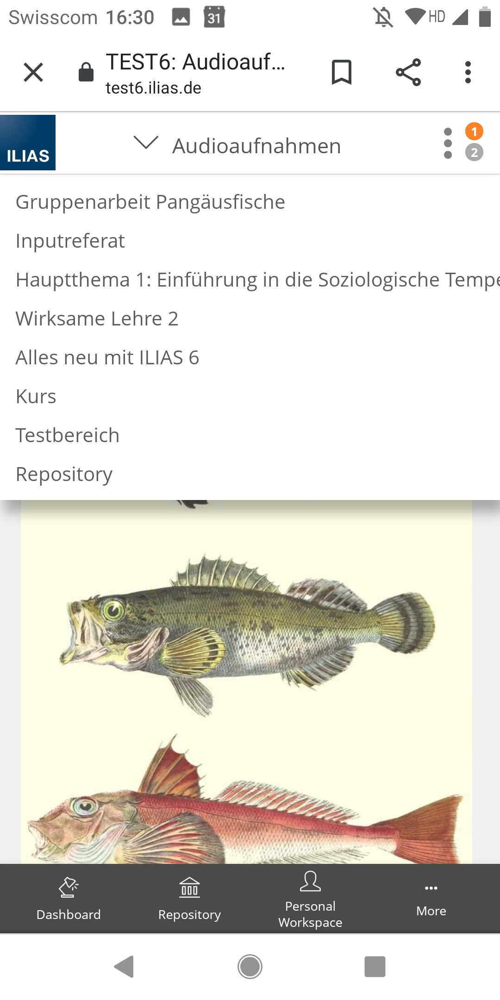 Swisscom 16:30
31
HD
TEST6: Audioauf...
test6.ilias.de
ILIAS
Audioaufnahmen
1
2
Gruppenarbeit Pangäusfische
Inputreferat
Hauptthema 1: Einführung in die Soziologische Tempe
Wirksame Lehre 2
Alles neu mit ILIAS 6
Kurs
Testbereich
Repository
Dashboard
Repository
Personal
Workspace
More